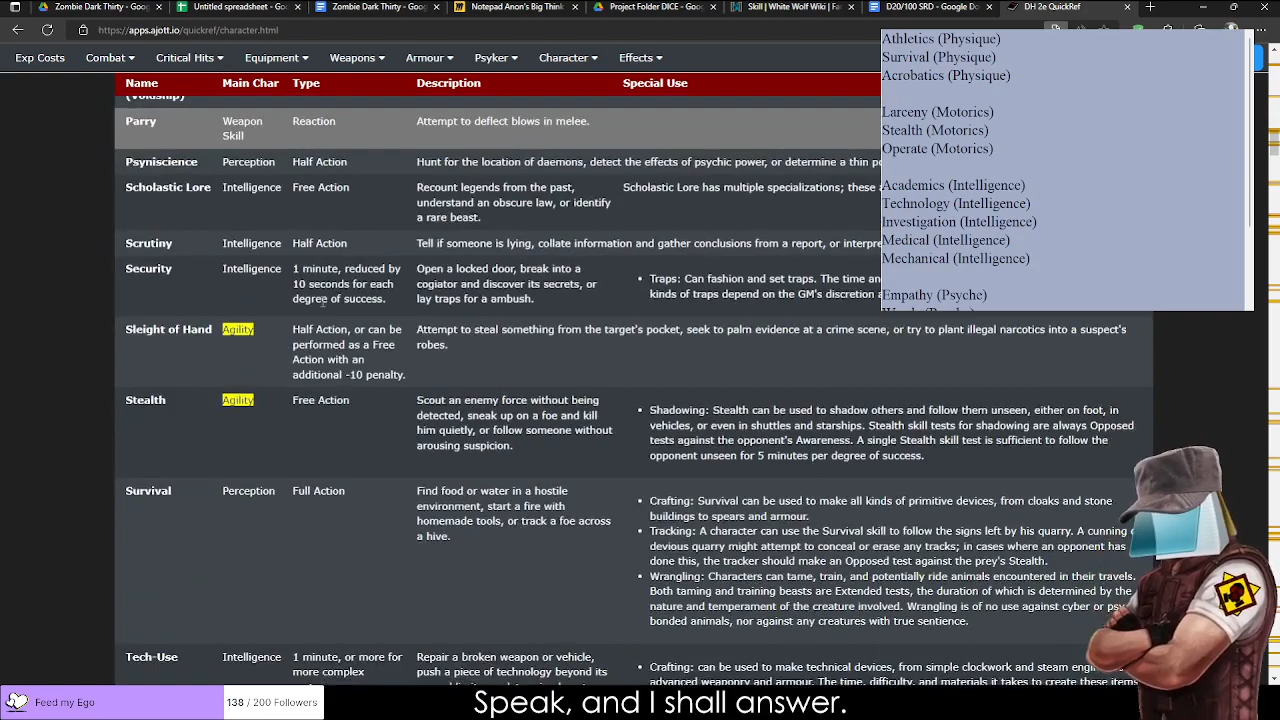 Zombie Dark Thirty - Go
Untitled spreadsheet - G
Zombie Dark Thirty - Go
Notepad Anon's Big Think
Project Folder DICE - Go
Skill | White Wolf Wiki | Fan
D20/100 SRD - Google Do
DH 2e QuickRef
https://apps.ajott.io/quickref/character.html
Exp Costs Combat Critical Hits Equipment Weapons Armour Psyker Character Effects
Name Main Char Type Description Special Use
Parry Weapon Skill Reaction Attempt to deflect blows in melee.
Psyniscience Perception Half Action Hunt for the location of daemons, detect the effects of psychic power, or determine a thin p
Scholastic Lore Intelligence Free Action Recount legends from the past, Scholastic Lore has multiple specializations; these a
understand an obscure law, or identify
a rare beast.
Scrutiny Intelligence Half Action Tell if someone is lying, collate information and gather conclusions from a report, or interpre
Security Intelligence 1 minute, reduced by Open a locked door, break into a
10 seconds for each cogiator and discover its secrets, or • Traps: Can fashion and set traps. The time an
degree of success. lay traps for a ambush. kinds of traps depend on the GM's discretion a
Sleight of Hand Agility Half Action, or can be Attempt to steal something from the target's pocket, seek to palm evidence at a crime scene, or try to plant illegal narcotics into a suspect's
performed as a Free robes.
Action with an
additional -10 penalty.
Stealth Agility Free Action Scout an enemy force without being
detected, sneak up on a foe and kill • Shadowing: Stealth can be used to shadow others and follow them unseen, either on foot, in
him quietly, or follow someone without vehicles, or even in shuttles and starships. Stealth skill tests for shadowing are always Opposed
arousing suspicion. tests against the opponent's Awareness. A single Stealth skill test is sufficient to follow the
opponent unseen for 5 minutes per degree of success.
Survival Perception Full Action Find food or water in a hostile
environment, start a fire with • Crafting: Survival can be used to make all kinds of primitive devices, from cloaks and stone
homemade tools, or track a foe across buildings to spears and armour.
a hive. • Tracking: A character can use the Survival skill to follow the signs left by his quarry. A cunning o
devious quarry might attempt to conceal or erase any tracks; in cases where an opponent has
done this, the tracker should make an Opposed test against the prey's Stealth.
• Wrangling: Characters can tame, train, and potentially ride animals encountered in their travels.
Both taming and training beasts are Extended tests, the duration of which is determined by the
nature and temperament of the creature involved. Wrangling is of no use against cyber or psy
bonded animals, nor against any creatures with true sentience.
Tech-Use Intelligence 1 minute, or more for Repair a broken weapon or vehicle,
more complex push a piece of technology beyond its • Crafting: can be used to make technical devices, from simple clockwork and steam engin
advanced weaponry and armour. The time, difficulty, and materials it takes to create these items
Athletics (Physique)
Survival (Physique)
Acrobatics (Physique)
Larceny (Motorics)
Stealth (Motorics)
Operate (Motorics)
Academics (Intelligence)
Technology (Intelligence)
Investigation (Intelligence)
Medical (Intelligence)
Mechanical (Intelligence)
Empathy (Psyche)
Feed my Ego 138 / 200 Followers
Speak, and I shall answer.